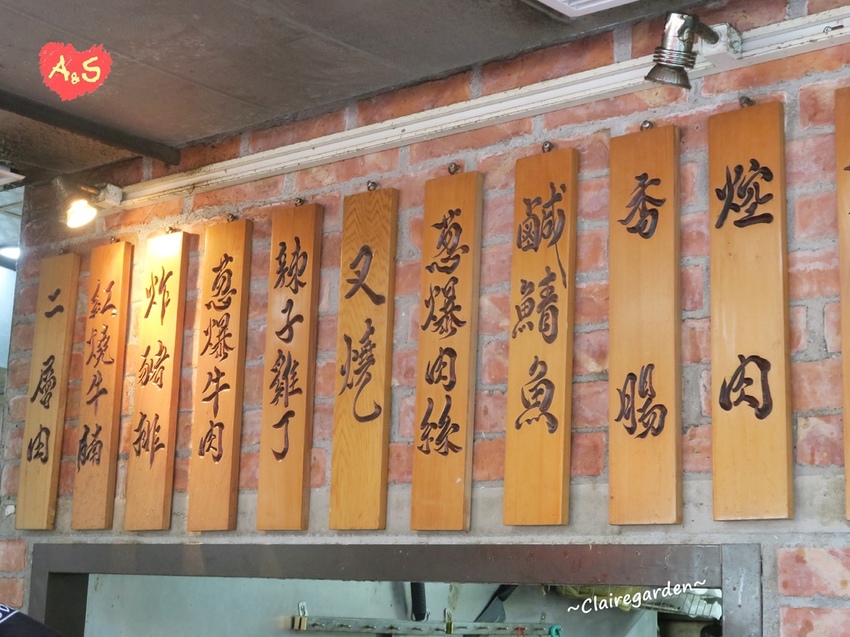 A&S
二層肉
紅燒牛腩
炸豬排
蔥爆牛肉
辣子雞丁
叉燒
蔥爆肉絲
鹹鯖魚
香腸
焢肉
~Clairegarden~